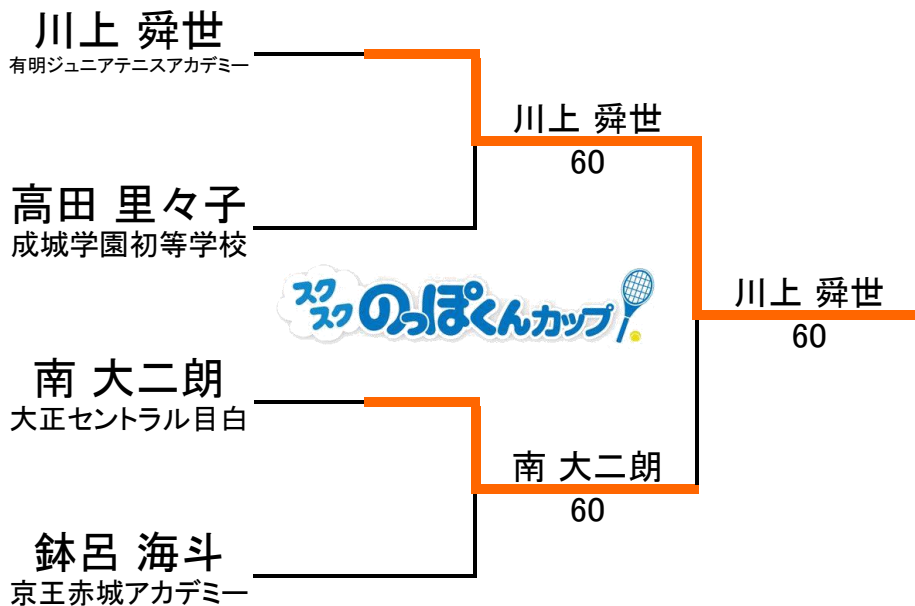 川上 舜世
有明ジュニアテニスアカデミー
川上 舜世
60
高田 里々子
成城学園初等学校
スクスクのっぽくんカップ
川上 舜世
60
南 大二朗
大正セントラル目白
南 大二朗
60
鉢呂 海斗
京王赤城アカデミー